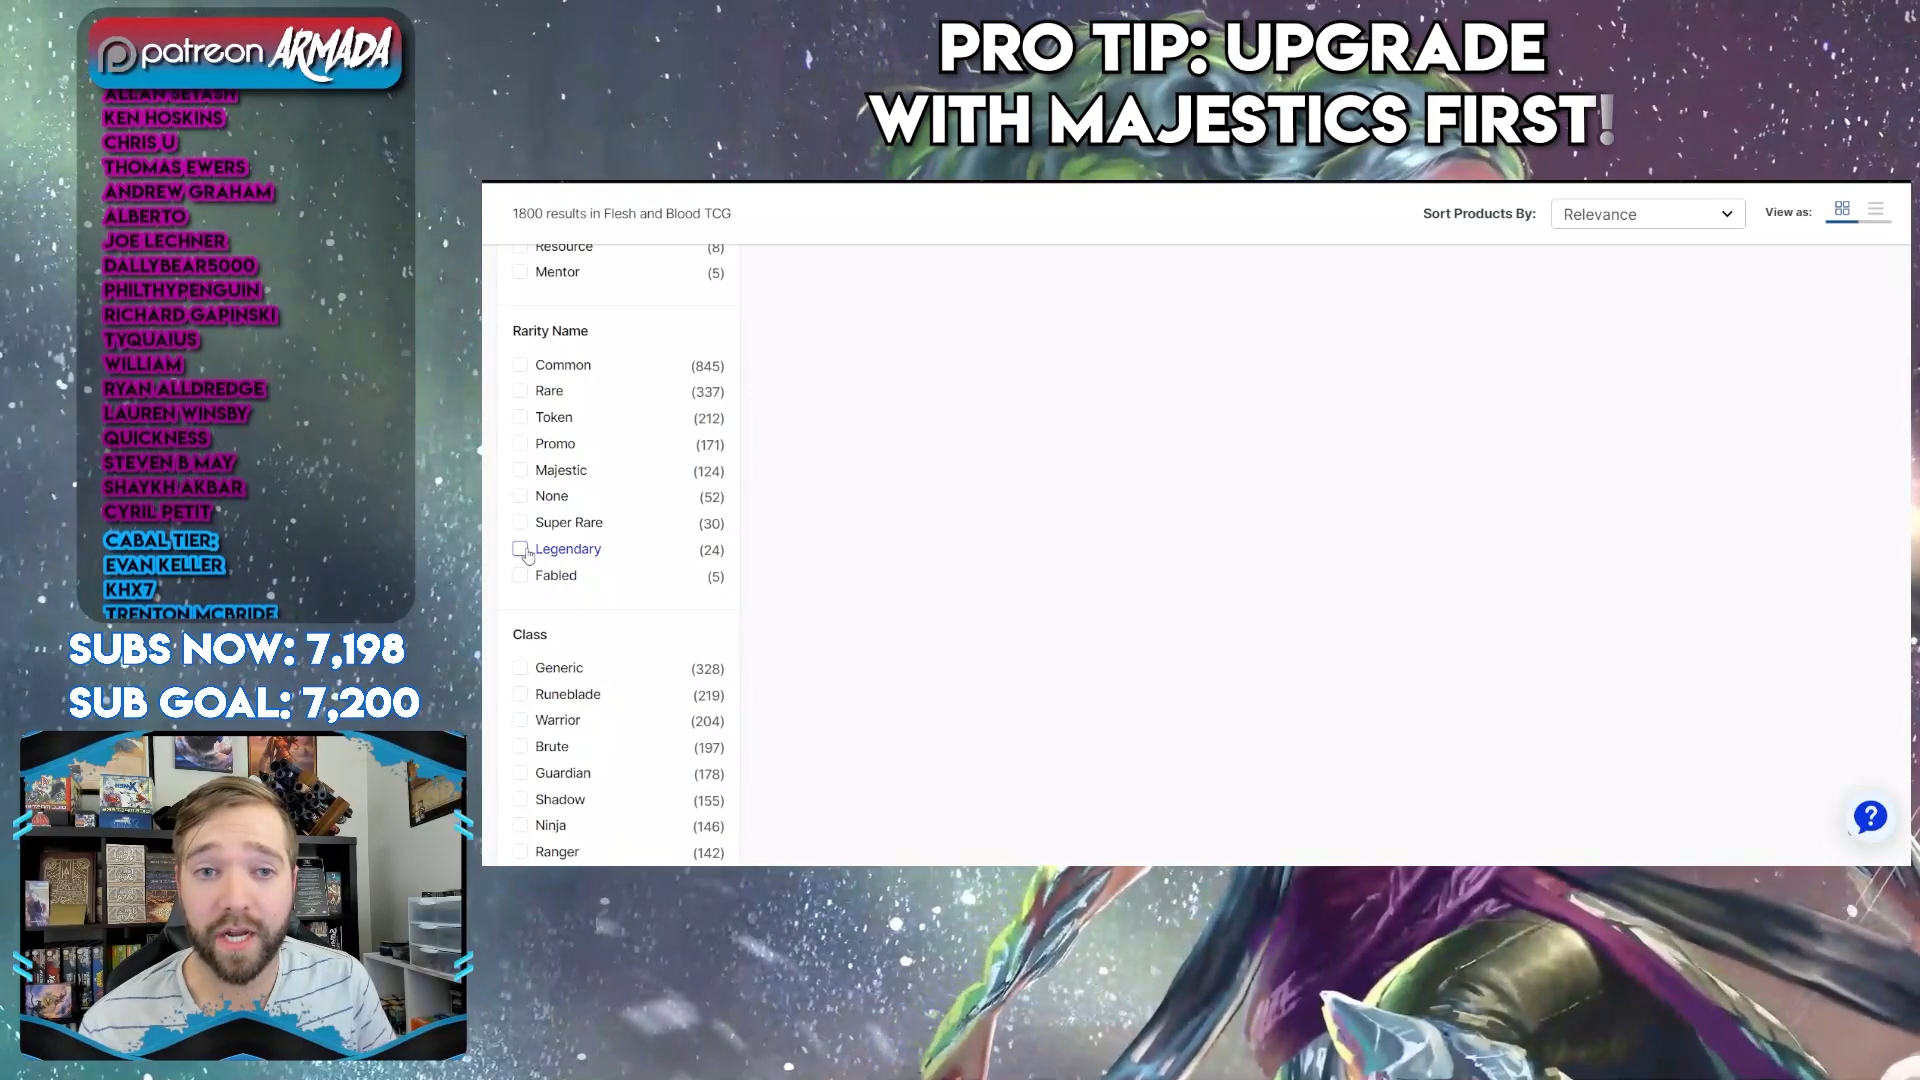 patreon ARMADA
ALLAN SETASH
KEN HOSKINS
CHRIS U
THOMAS EWERS
ANDREW GRAHAM
ALBERTO
JOE LECHNER
DALLYBEAR5000
PHILTHYPENGUIN
RICHARD GAPINSKI
TYQUAIUS
WILLIAM
RYAN ALLDREDGE
LAUREN WINSBY
QUICKNESS
STEVEN B MAY
SHAYKH AKBAR
CYRIL PETIT
CABAL TIER:
EVAN KELLER
KHX7
TRENTON MCBRIDE
SUBS NOW: 7,198
SUB GOAL: 7,200
PRO TIP: UPGRADE
WITH MAJESTICS FIRST!
1800 results in Flesh and Blood TCG
Sort Products By: Relevance View as:
Resource (8)
Mentor (5)
Rarity Name
Common (845)
Rare (337)
Token (212)
Promo (171)
Majestic (124)
None (52)
Super Rare (30)
Legendary (24)
Fabled (5)
Class
Generic (328)
Runeblade (219)
Warrior (204)
Brute (197)
Guardian (178)
Shadow (155)
Ninja (146)
Ranger (142)
?